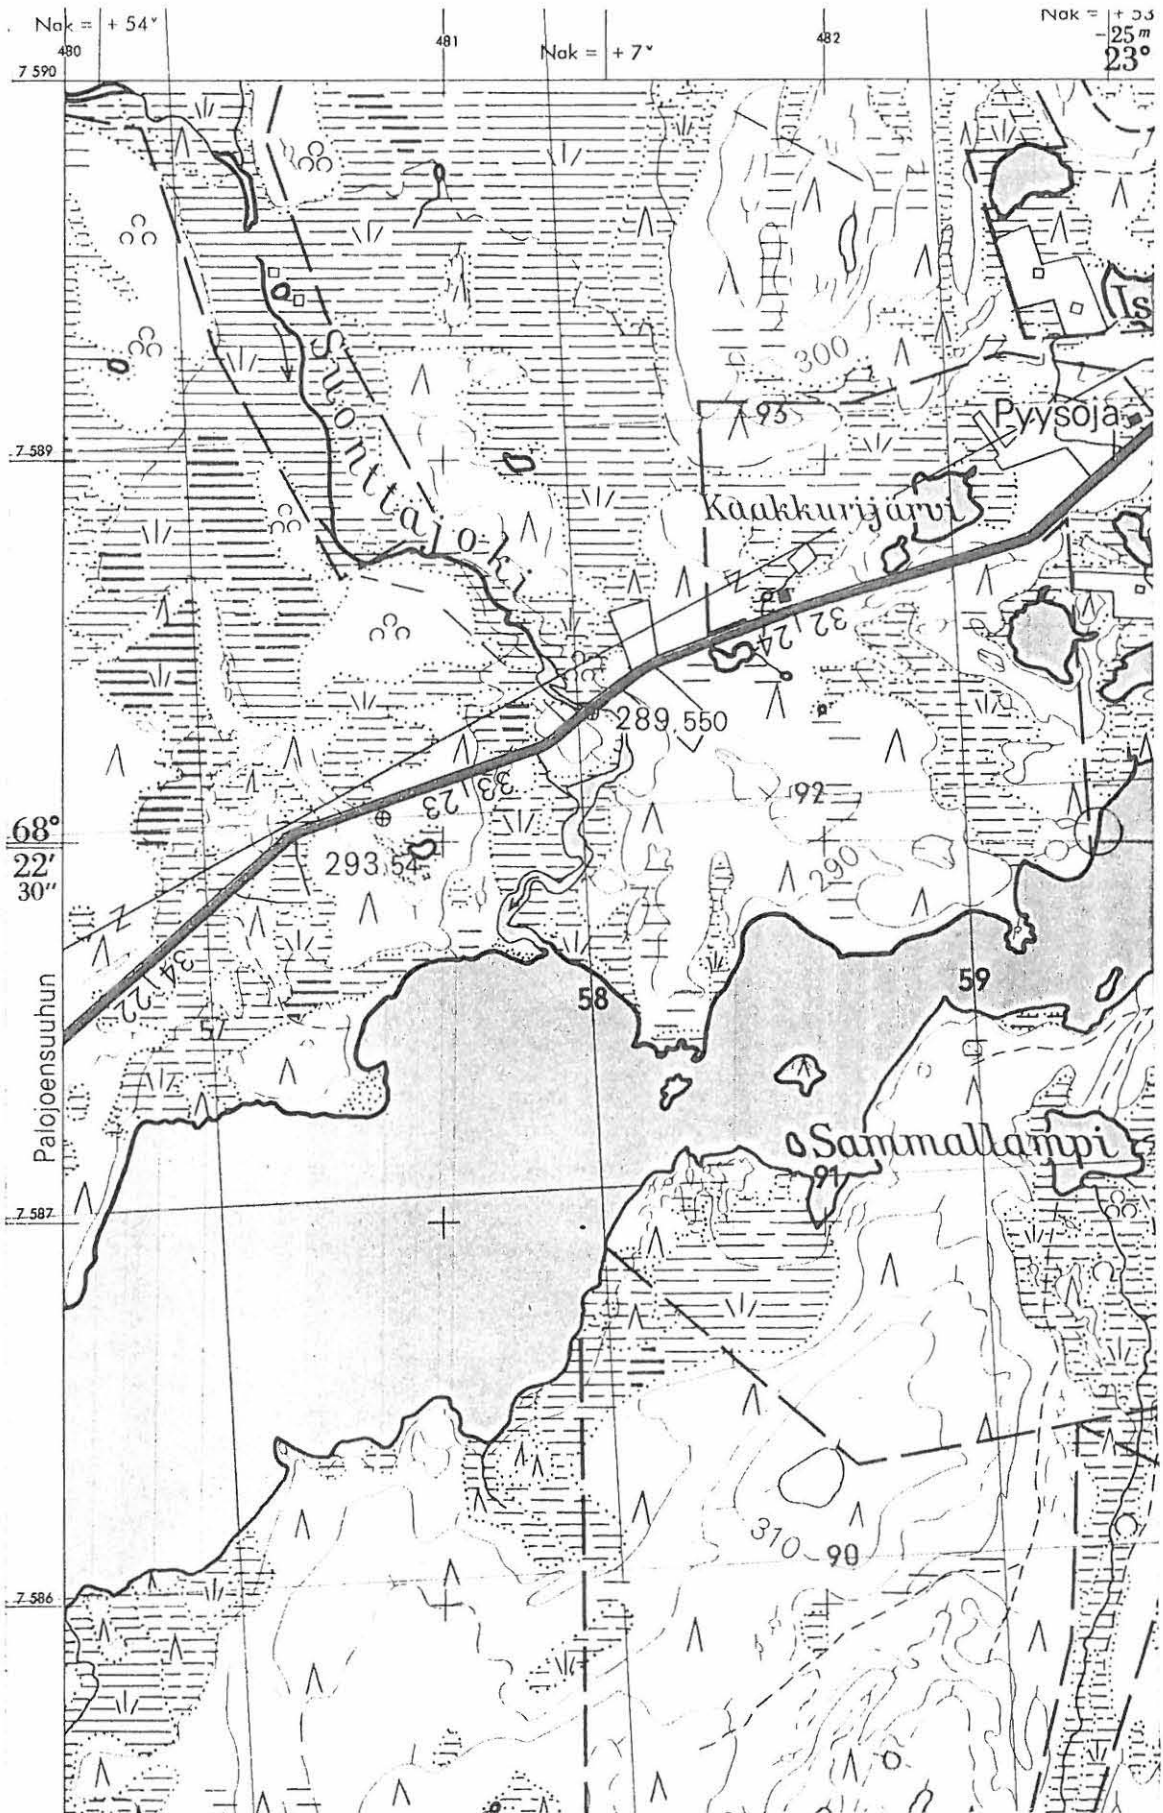 Nak = + 54ᵛ
Nak = + 53
-25 m
23°
480
481
Nak = + 7ᵛ
482
7 590
300
Is
93
Pyysoja
7 589
Suonttajoki
Kaakkurijärvi
32
24
289,550
92
33
23
68°
22'
30"
293,54
290
34
22
57
58
59
Palojoensuuhun
Sammallampi
91
7 587
310
90
7 586